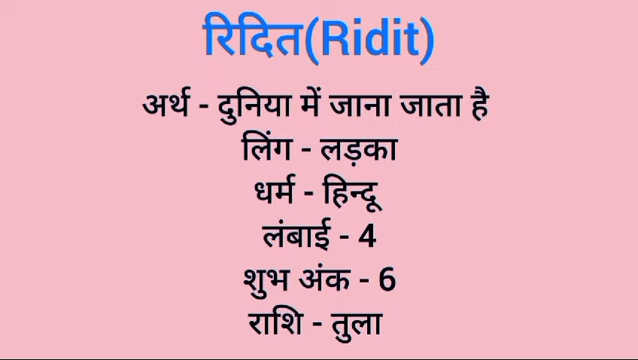 रिदित(Ridit)
अर्थ - दुनिया में जाना जाता है
लिंग - लड़का
धर्म - हिन्दू
लंबाई - 4
शुभ अंक - 6
राशि - तुला